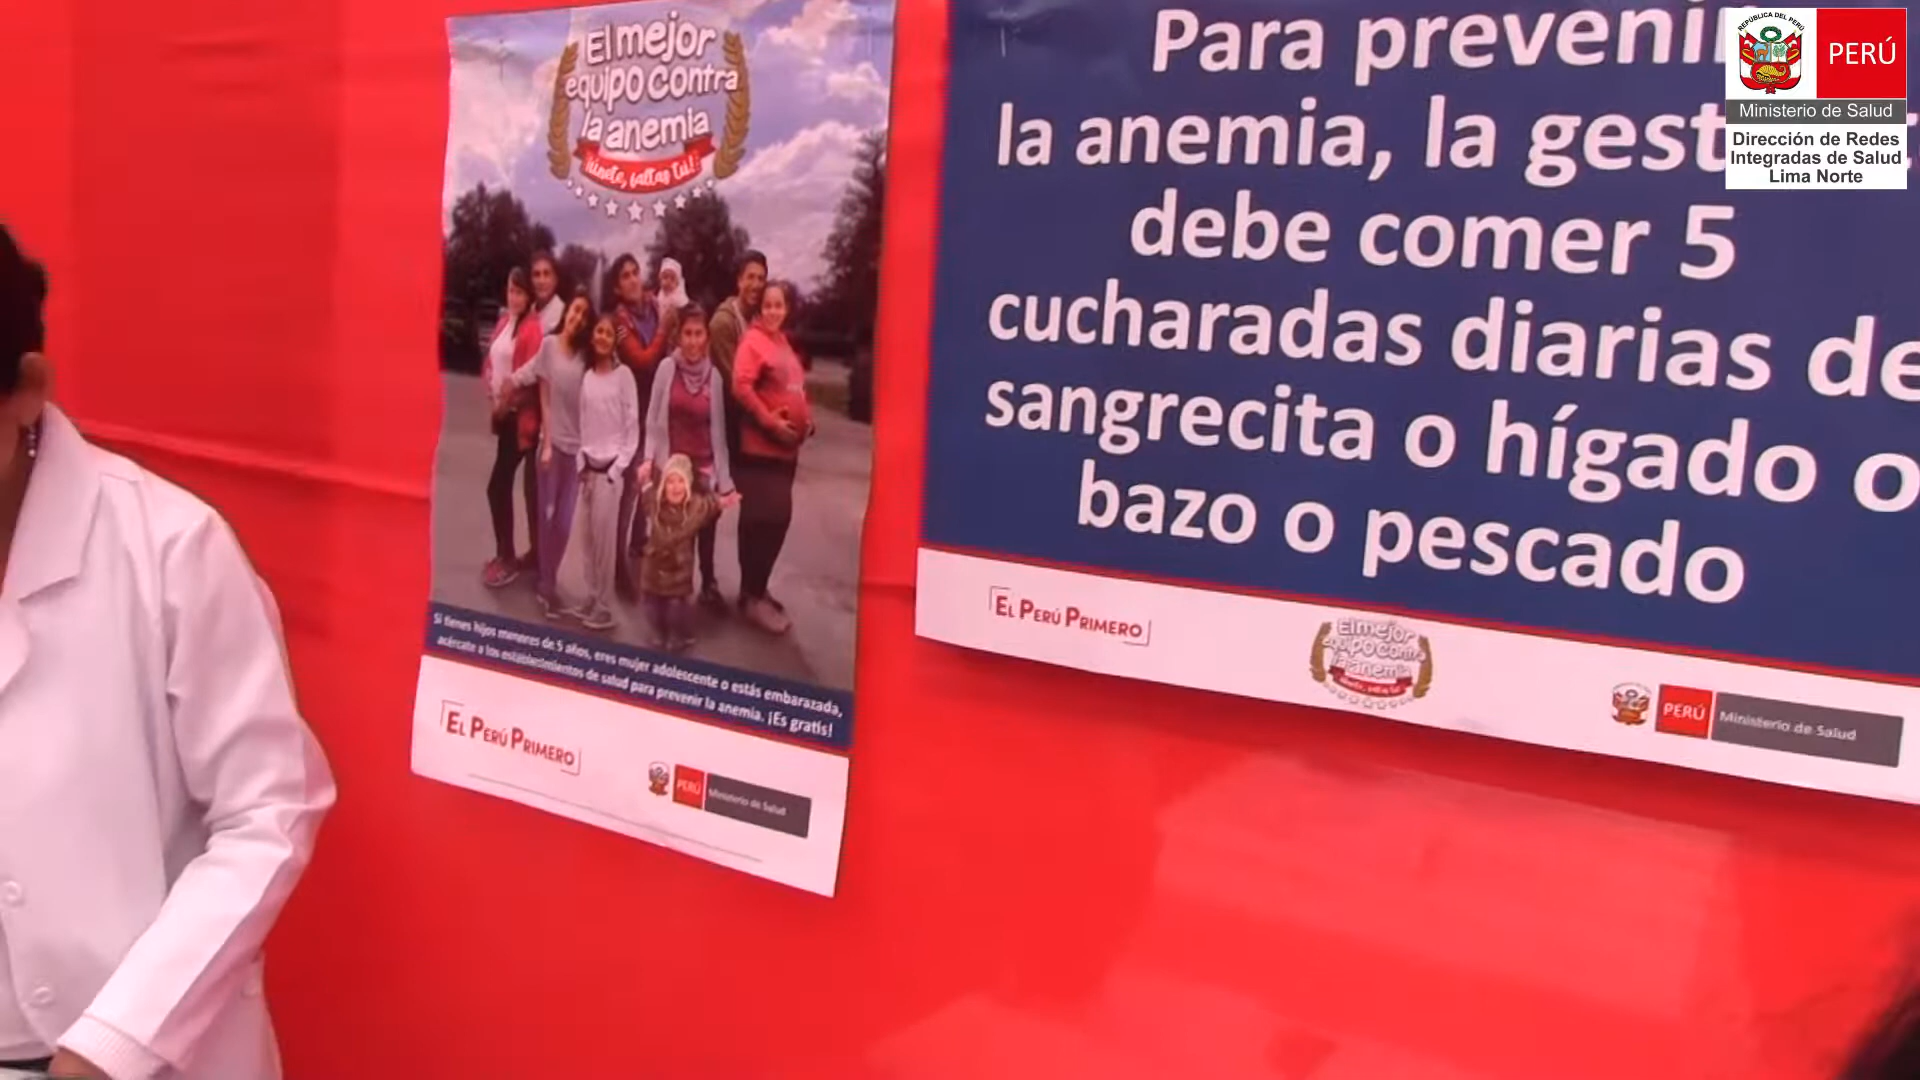 El mejor
equipo contra
la anemia
¡Únete, faltas tú!
Si tienes hijos menores de 5 años, eres mujer adolescente o estás embarazada,
acércate a los establecimientos de salud para prevenir la anemia. ¡Es gratis!
EL PERÚ PRIMERO
PERÚ
Ministerio de Salud
Para prevenir
la anemia, la gest
debe comer 5
cucharadas diarias de
sangrecita o hígado o
bazo o pescado
EL PERÚ PRIMERO
El mejor
equipo contra
la anemia
PERÚ
Ministerio de Salud
REPÚBLICA DEL PERÚ
PERÚ
Ministerio de Salud
Dirección de Redes
Integradas de Salud
Lima Norte